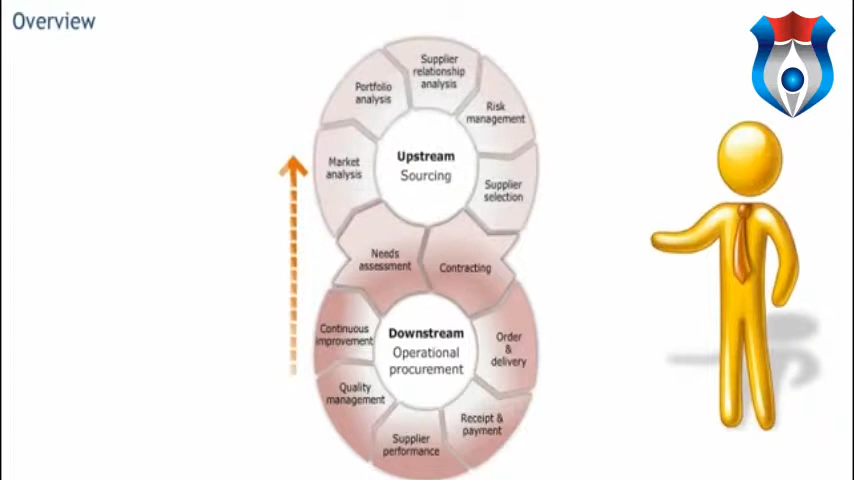 Overview
Supplier
relationship
analysis
Portfolio
analysis
Risk
management
Upstream
Sourcing
Market
analysis
Supplier
selection
Needs
assessment
Contracting
Continuous
improvement
Downstream
Operational
procurement
Order
&
delivery
Quality
management
Receipt &
payment
Supplier
performance